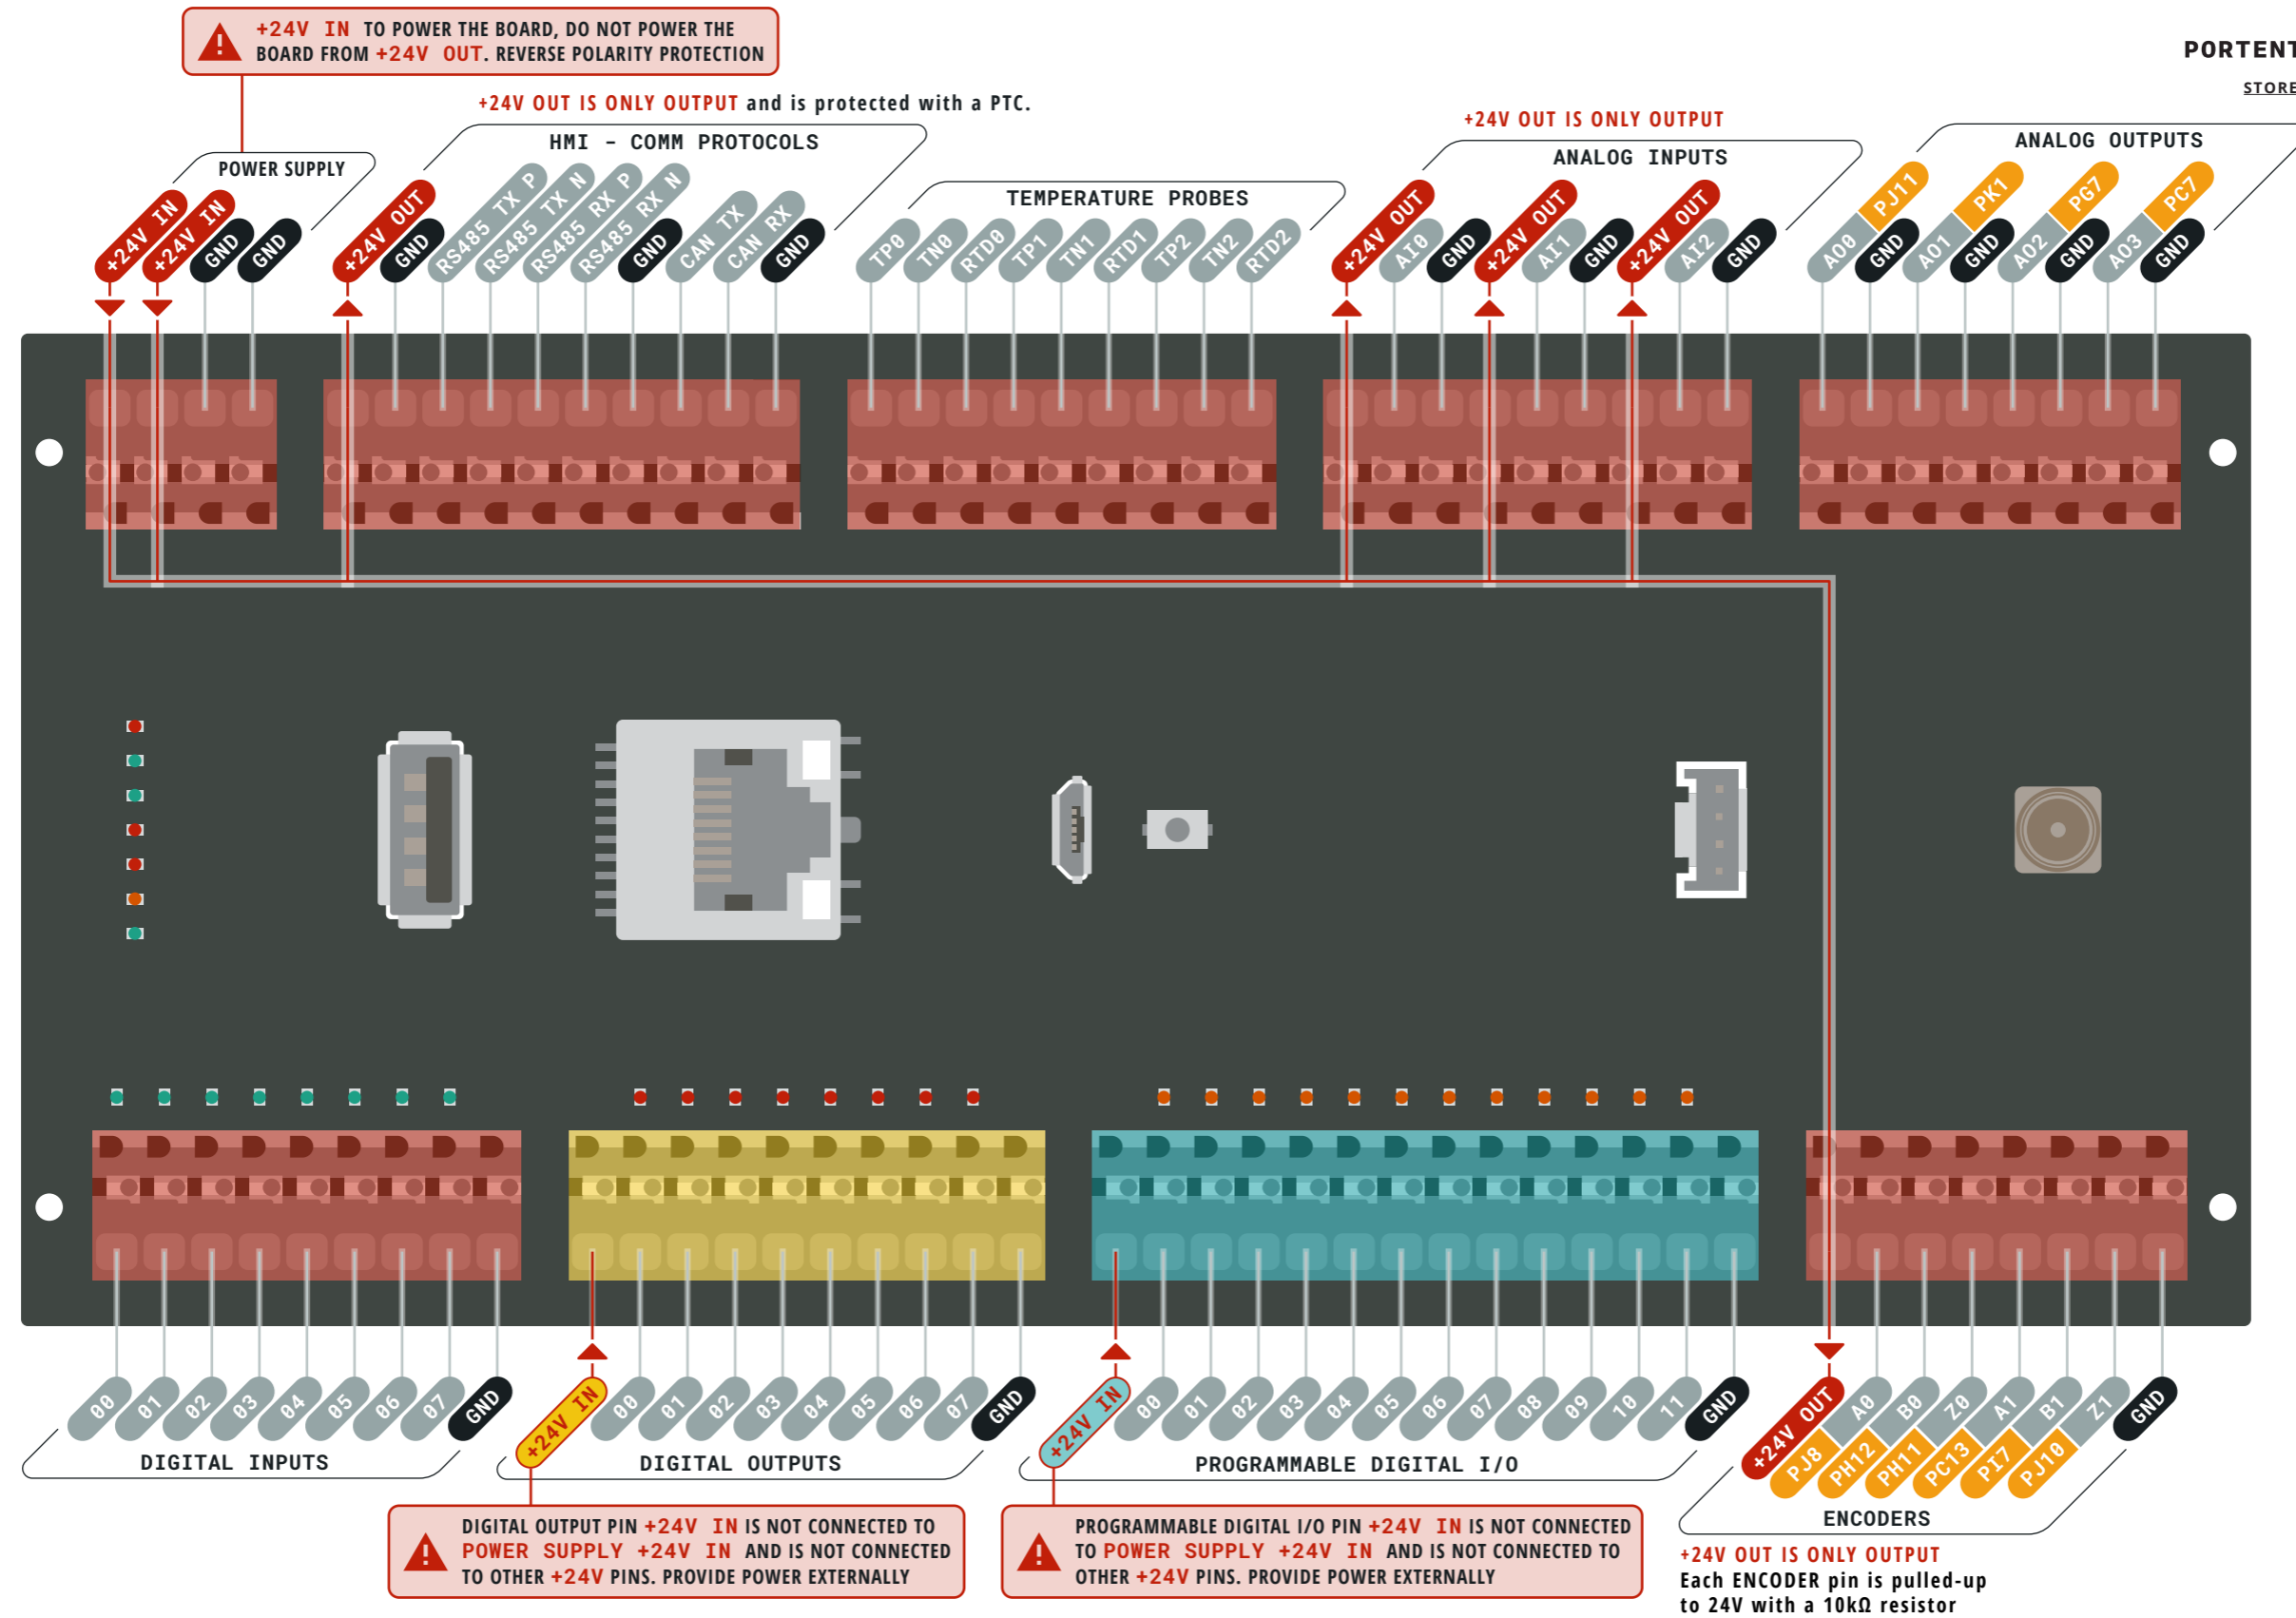 +24V IN TO POWER THE BOARD, DO NOT POWER THE
BOARD FROM +24V OUT. REVERSE POLARITY PROTECTION
PORTENT
STORE
+24V OUT IS ONLY OUTPUT and is protected with a PTC.
+24V OUT IS ONLY OUTPUT
POWER SUPPLY
HMI - COMM PROTOCOLS
TEMPERATURE PROBES
ANALOG INPUTS
ANALOG OUTPUTS
+24V IN
+24V IN
GND
GND
+24V OUT
GND
RS485 TX P
RS485 TX N
RS485 RX P
RS485 RX N
GND
CAN TX
CAN RX
GND
TP0
TN0
RTD0
TP1
TN1
RTD1
TP2
TN2
RTD2
+24V OUT
AI0
GND
+24V OUT
AI1
GND
+24V OUT
AI2
GND
AO0 PJ11
GND
AO1 PK1
GND
AO2 PG7
GND
AO3 PC7
GND
00
01
02
03
04
05
06
07
GND
DIGITAL INPUTS
+24V IN
00
01
02
03
04
05
06
07
GND
DIGITAL OUTPUTS
+24V IN
00
01
02
03
04
05
06
07
08
09
10
11
GND
PROGRAMMABLE DIGITAL I/O
+24V OUT
PJ8 A0
PH12 B0
PH11 Z0
PC13 A1
PI7 B1
PJ10 Z1
GND
ENCODERS
DIGITAL OUTPUT PIN +24V IN IS NOT CONNECTED TO
POWER SUPPLY +24V IN AND IS NOT CONNECTED
TO OTHER +24V PINS. PROVIDE POWER EXTERNALLY
PROGRAMMABLE DIGITAL I/O PIN +24V IN IS NOT CONNECTED
TO POWER SUPPLY +24V IN AND IS NOT CONNECTED TO
OTHER +24V PINS. PROVIDE POWER EXTERNALLY
+24V OUT IS ONLY OUTPUT
Each ENCODER pin is pulled-up
to 24V with a 10kΩ resistor